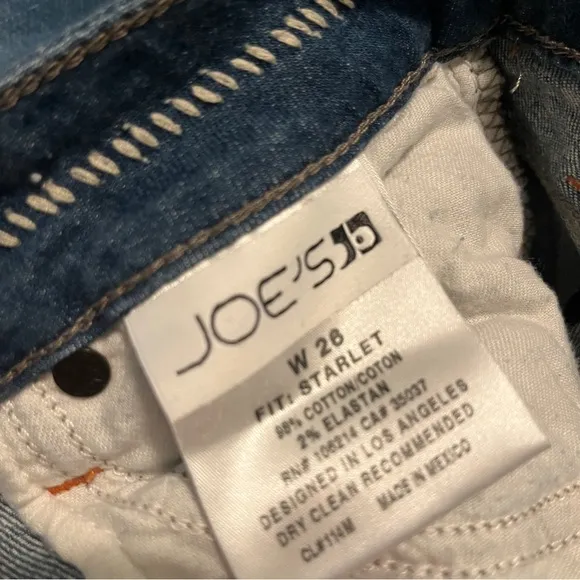 JOE'S
W 26
FIT: STARLET
98% COTTON/COTON
2% ELASTAN
RN# 106214 CA# 35037
DESIGNED IN LOS ANGELES
DRY CLEAN RECOMMENDED
CL#114M MADE IN MEXICO